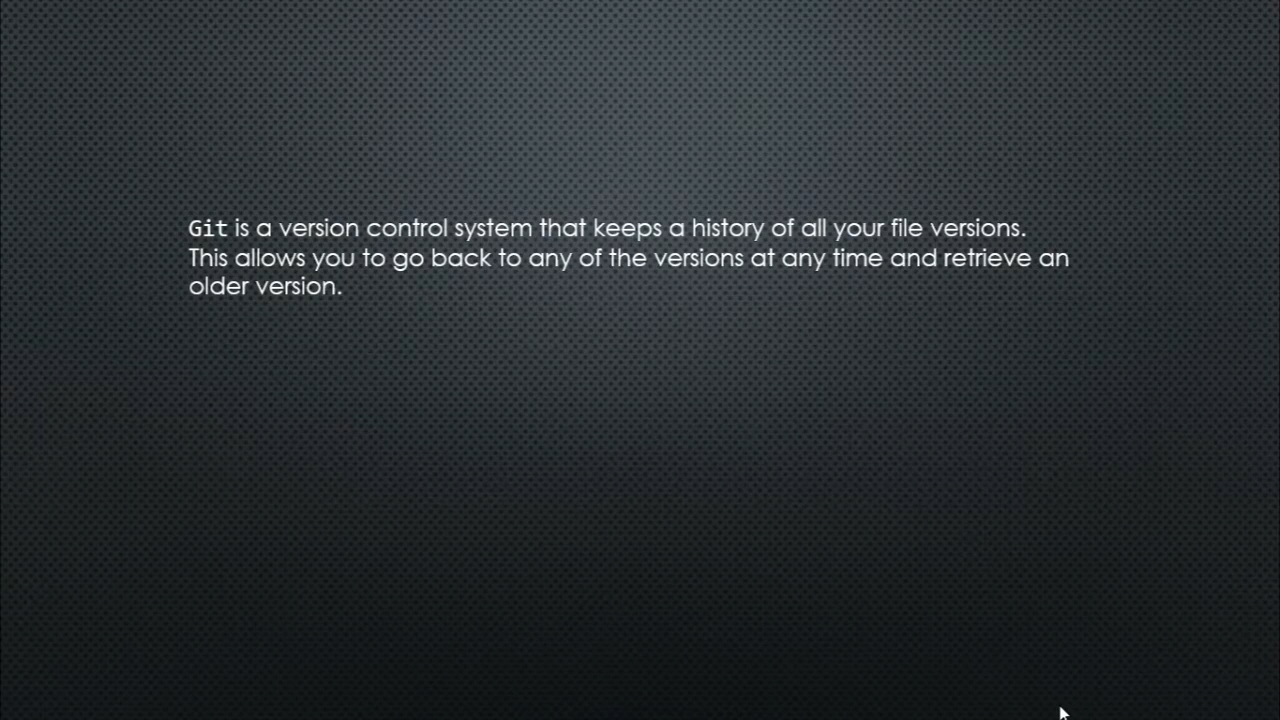 Git is a version control system that keeps a history of all your file versions.
This allows you to go back to any of the versions at any time and retrieve an
older version.